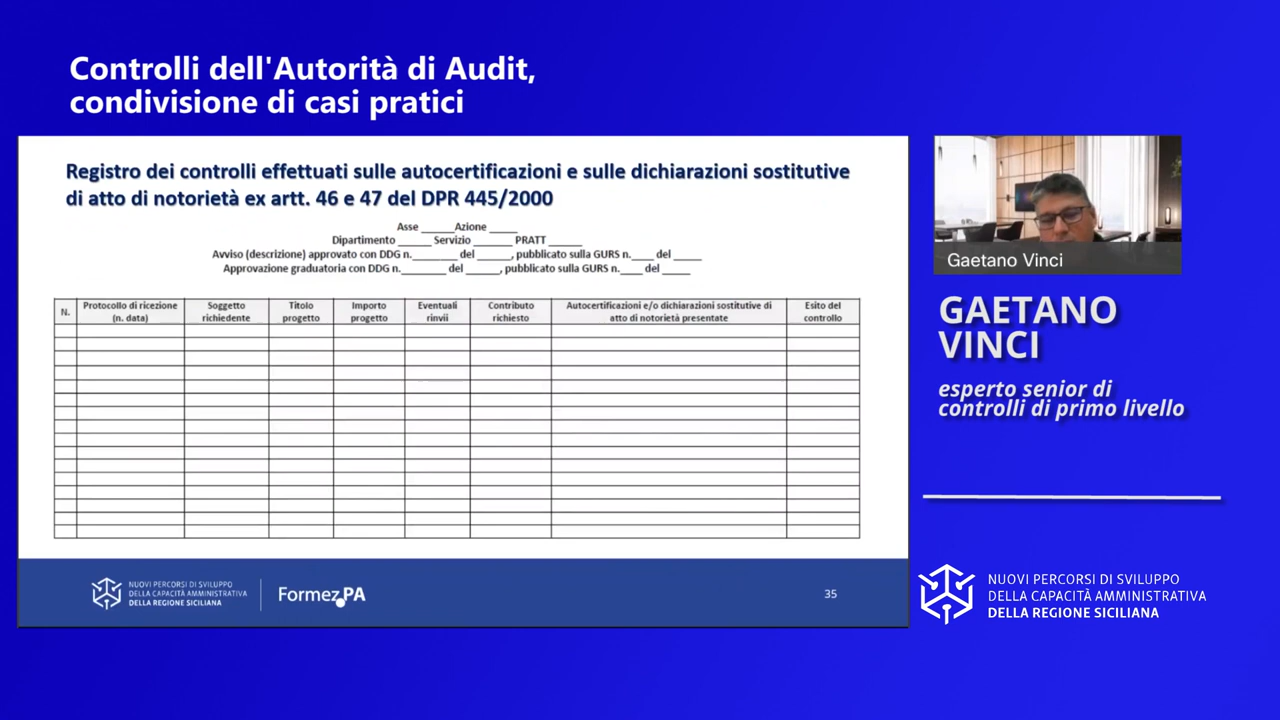 Controlli dell'Autorità di Audit,
condivisione di casi pratici
Registro dei controlli effettuati sulle autocertificazioni e sulle dichiarazioni sostitutive
di atto di notorietà ex artt. 46 e 47 del DPR 445/2000
Asse ______Azione _____
Dipartimento ______ Servizio _______ PRATT ______
Avviso (descrizione) approvato con DDG n.________ del ______, pubblicato sulla GURS n.____ del _____
Approvazione graduatoria con DDG n.________ del ______, pubblicato sulla GURS n.____ del _____
N.
Protocollo di ricezione
(n. data)
Soggetto
richiedente
Titolo
progetto
Importo
progetto
Eventuali
rinvii
Contributo
richiesto
Autocertificazioni e/o dichiarazioni sostitutive di
atto di notorietà presentate
Esito del
controllo
NUOVI PERCORSI DI SVILUPPO
DELLA CAPACITÀ AMMINISTRATIVA
DELLA REGIONE SICILIANA
Formez PA
35
Gaetano Vinci
GAETANO
VINCI
esperto senior di
controlli di primo livello
NUOVI PERCORSI DI SVILUPPO
DELLA CAPACITÀ AMMINISTRATIVA
DELLA REGIONE SICILIANA